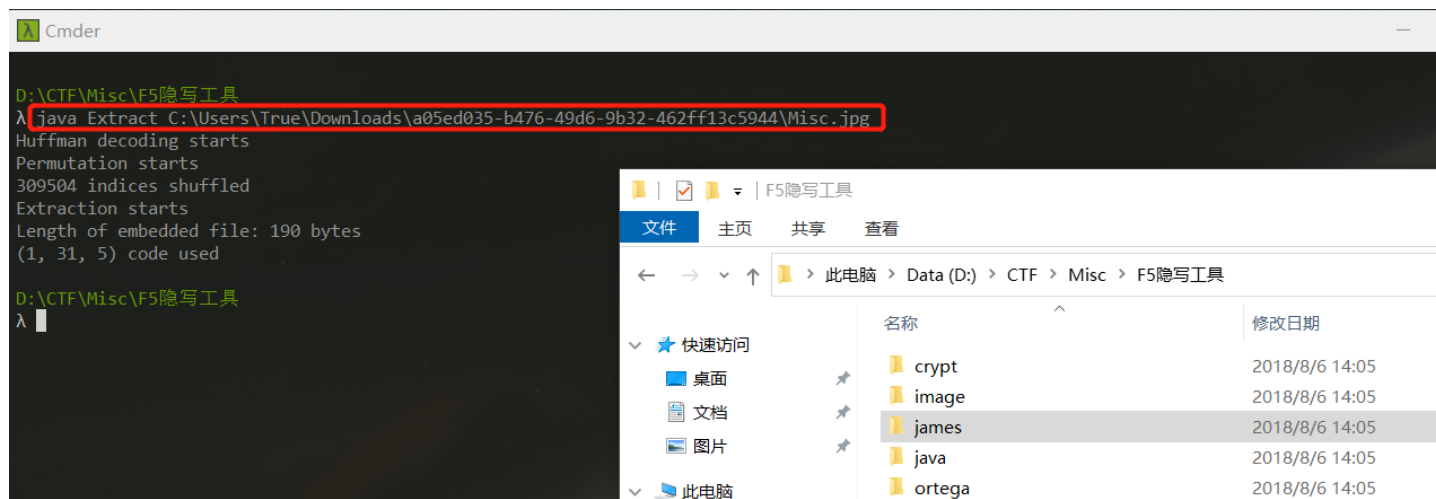 λ Cmder
D:\CTF\Misc\F5隐写工具
λ java Extract C:\Users\True\Downloads\a05ed035-b476-49d6-9b32-462ff13c5944\Misc.jpg
Huffman decoding starts
Permutation starts
309504 indices shuffled
Extraction starts
Length of embedded file: 190 bytes
(1, 31, 5) code used
D:\CTF\Misc\F5隐写工具
λ
F5隐写工具
文件 主页 共享 查看
此电脑 > Data (D:) > CTF > Misc > F5隐写工具
快速访问
桌面
文档
图片
此电脑
名称 修改日期
crypt 2018/8/6 14:05
image 2018/8/6 14:05
james 2018/8/6 14:05
java 2018/8/6 14:05
ortega 2018/8/6 14:05